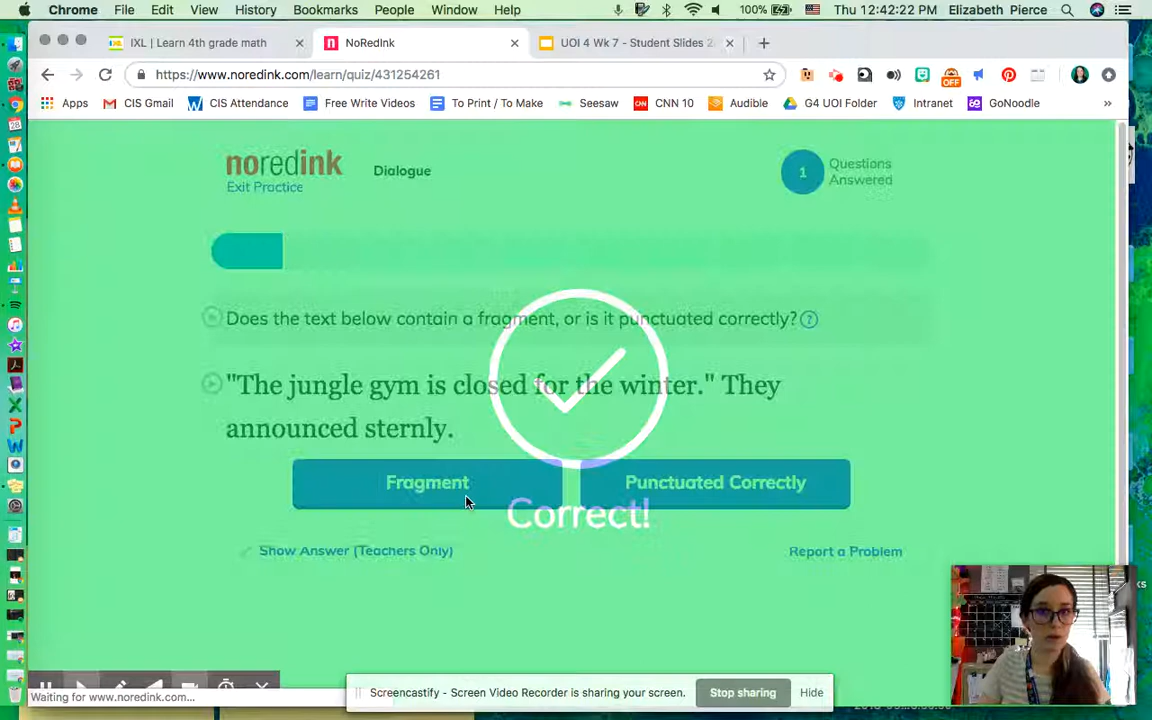 Chrome File Edit View History Bookmarks People Window Help 100% Thu 12:42:22 PM Elizabeth Pierce
IXL | Learn 4th grade math NoRedInk UOI 4 Wk 7 - Student Slides 2
https://www.noredink.com/learn/quiz/431254261 OFF
Apps CIS Gmail CIS Attendance Free Write Videos To Print / To Make Seesaw CNN 10 Audible G4 UOI Folder Intranet GoNoodle »
noredink Dialogue 1 Questions
Exit Practice Answered
Does the text below contain a fragment, or is it punctuated correctly? ?
"The jungle gym is closed for the winter." They
announced sternly.
Fragment Punctuated Correctly
Correct!
Show Answer (Teachers Only) Report a Problem
Screencastify - Screen Video Recorder is sharing your screen. Stop sharing Hide
Waiting for www.noredink.com...